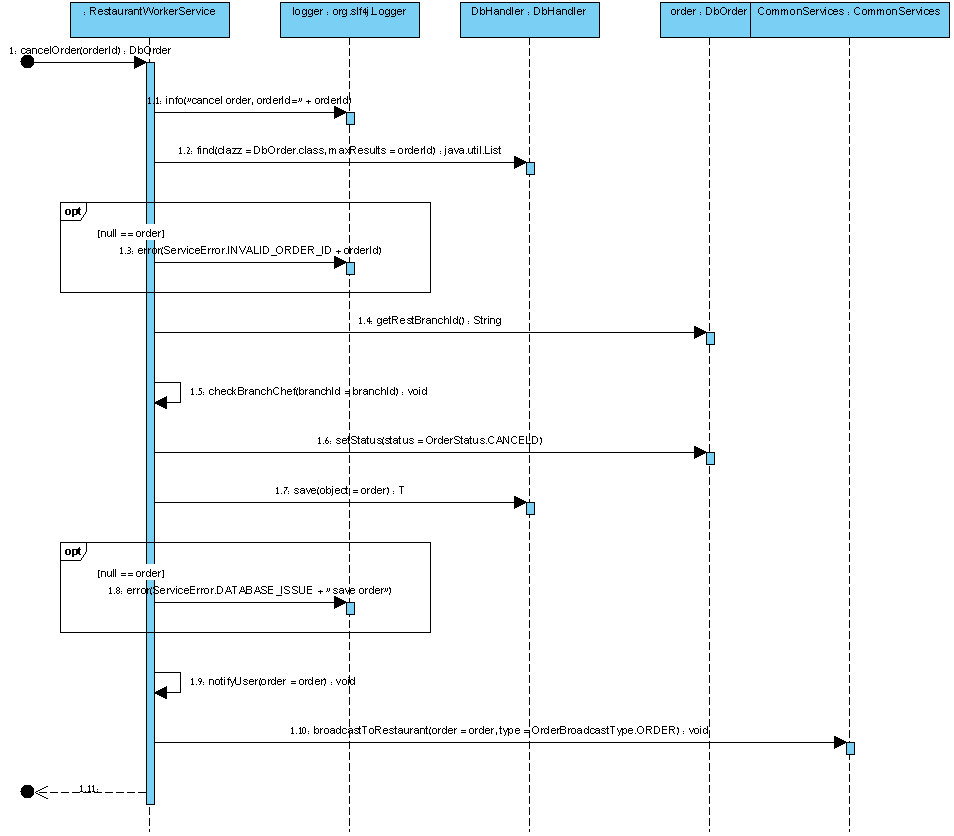 : RestaurantWorkerService
logger : org.slf4j.Logger
DbHandler : DbHandler
order : DbOrder
CommonServices : CommonServices
1: cancelOrder(orderId) : DbOrder
1.1: info("cancel order, orderId=" + orderId)
1.2: find(clazz = DbOrder.class, maxResults = orderId) : java.util.List
opt
[null == order]
1.3: error(ServiceError.INVALID_ORDER_ID + orderId)
1.4: getRestBranchId() : String
1.5: checkBranchChef(branchId = branchId) : void
1.6: setStatus(status = OrderStatus.CANCELD)
1.7: save(object = order) : T
opt
[null == order]
1.8: error(ServiceError.DATABASE_ISSUE + " save order")
1.9: notifyUser(order = order) : void
1.10: broadcastToRestaurant(order = order, type = OrderBroadcastType.ORDER) : void
1.11: